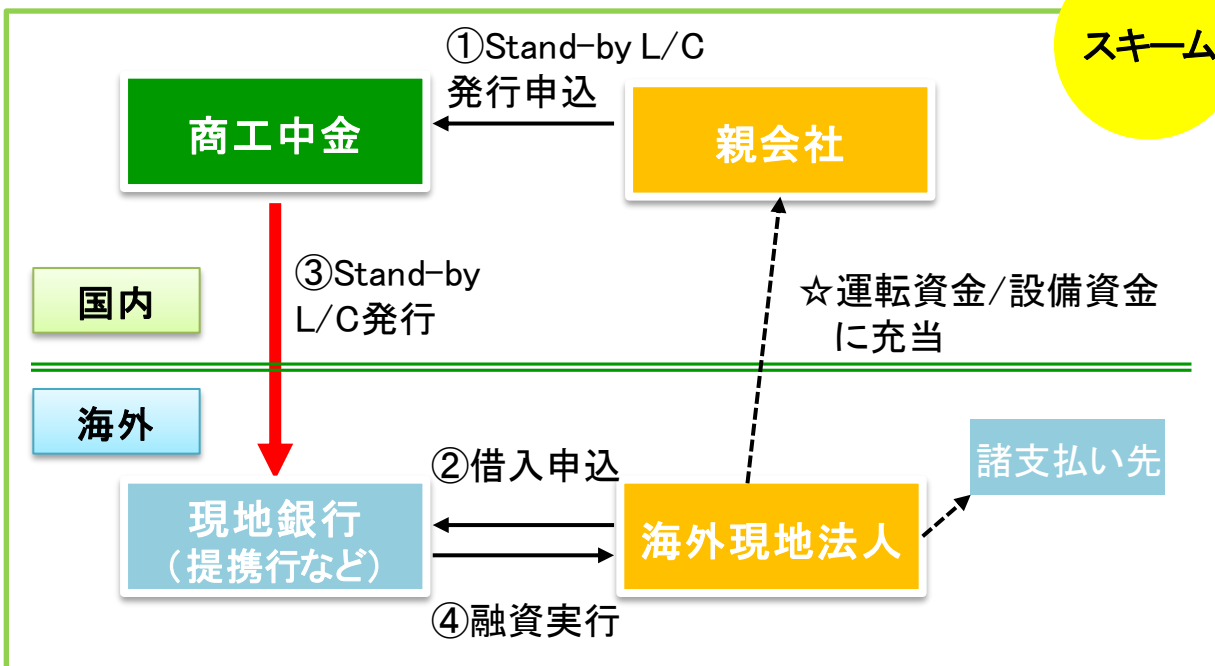 スキーム
①Stand-by L/C
発行申込
商工中金
親会社
③Stand-by
L/C発行
☆運転資金/設備資金
に充当
国内
海外
諸支払い先
②借入申込
現地銀行
（提携行など）
海外現地法人
④融資実行